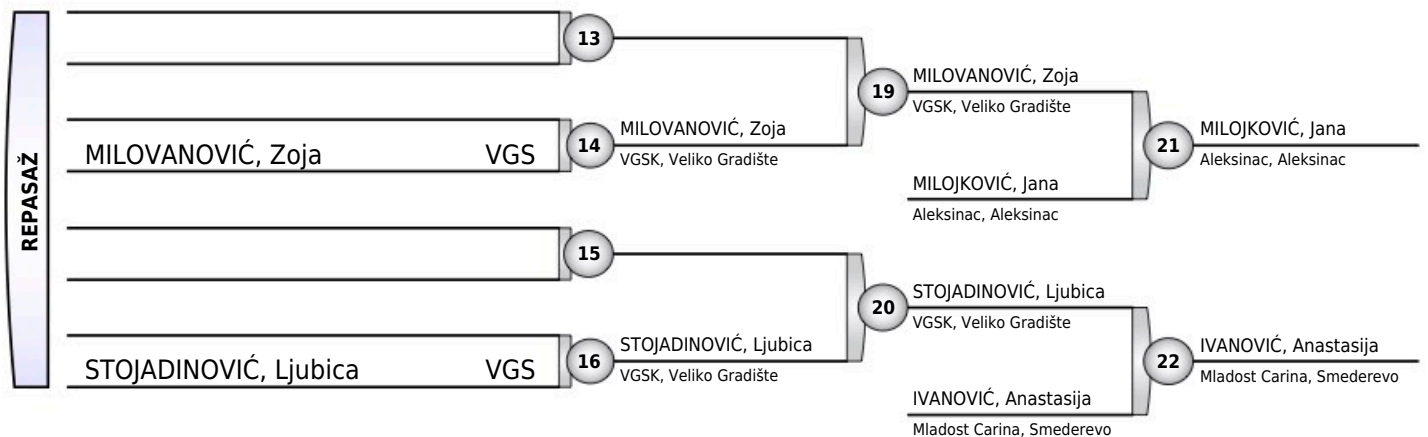 REPASAŽ
13
MILOVANOVIĆ, Zoja VGS
14
MILOVANOVIĆ, Zoja
VGSK, Veliko Gradište
15
STOJADINOVIĆ, Ljubica VGS
16
STOJADINOVIĆ, Ljubica
VGSK, Veliko Gradište
19
MILOVANOVIĆ, Zoja
VGSK, Veliko Gradište
MILOJKOVIĆ, Jana
Aleksinac, Aleksinac
20
STOJADINOVIĆ, Ljubica
VGSK, Veliko Gradište
IVANOVIĆ, Anastasija
Mladost Carina, Smederevo
21
MILOJKOVIĆ, Jana
Aleksinac, Aleksinac
22
IVANOVIĆ, Anastasija
Mladost Carina, Smederevo